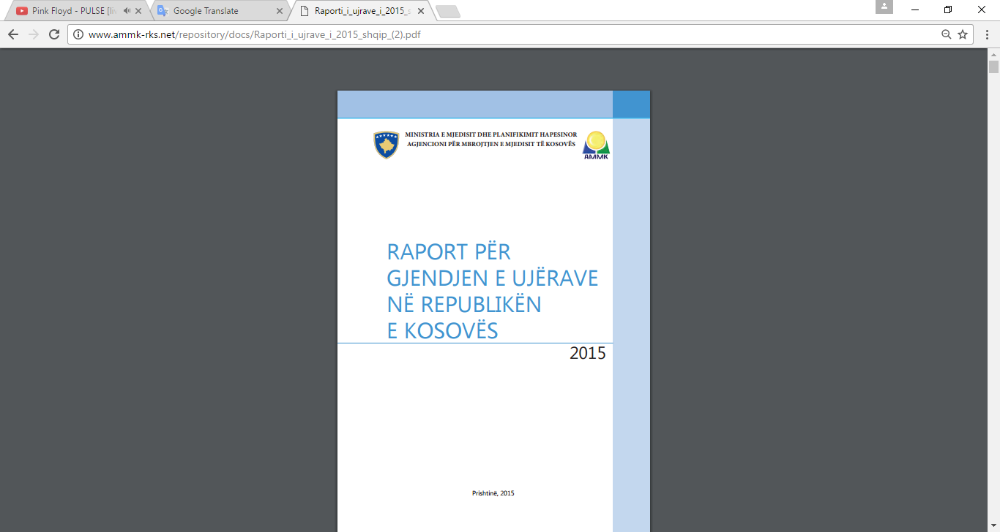 Pink Floyd - PULSE [li
Google Translate
Raporti_i_ujrave_i_2015_s
www.ammk-rks.net/repository/docs/Raporti_i_ujrave_i_2015_shqip_(2).pdf
MINISTRIA E MJEDISIT DHE PLANIFIKIMIT HAPESINOR
AGJENCIONI PËR MBROJTJEN E MJEDISIT TË KOSOVËS
AMMK
RAPORT PËR
GJENDJEN E UJËRAVE
NË REPUBLIKËN
E KOSOVËS
2015
Prishtinë, 2015